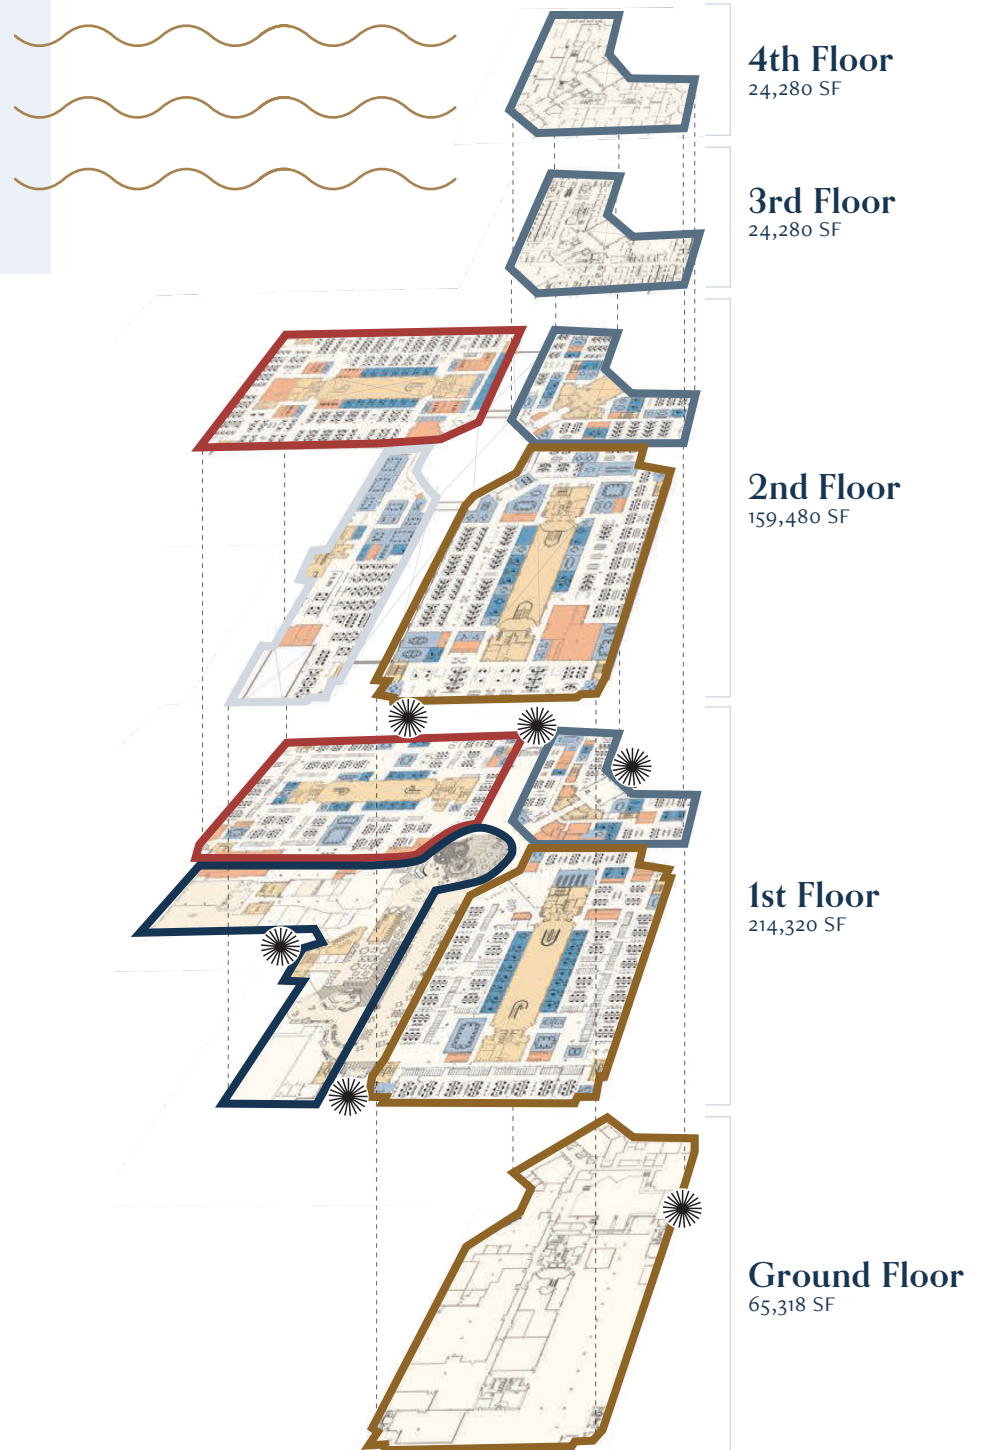 4th Floor
24,280 SF
3rd Floor
24,280 SF
2nd Floor
159,480 SF
1st Floor
214,320 SF
Ground Floor
65,318 SF